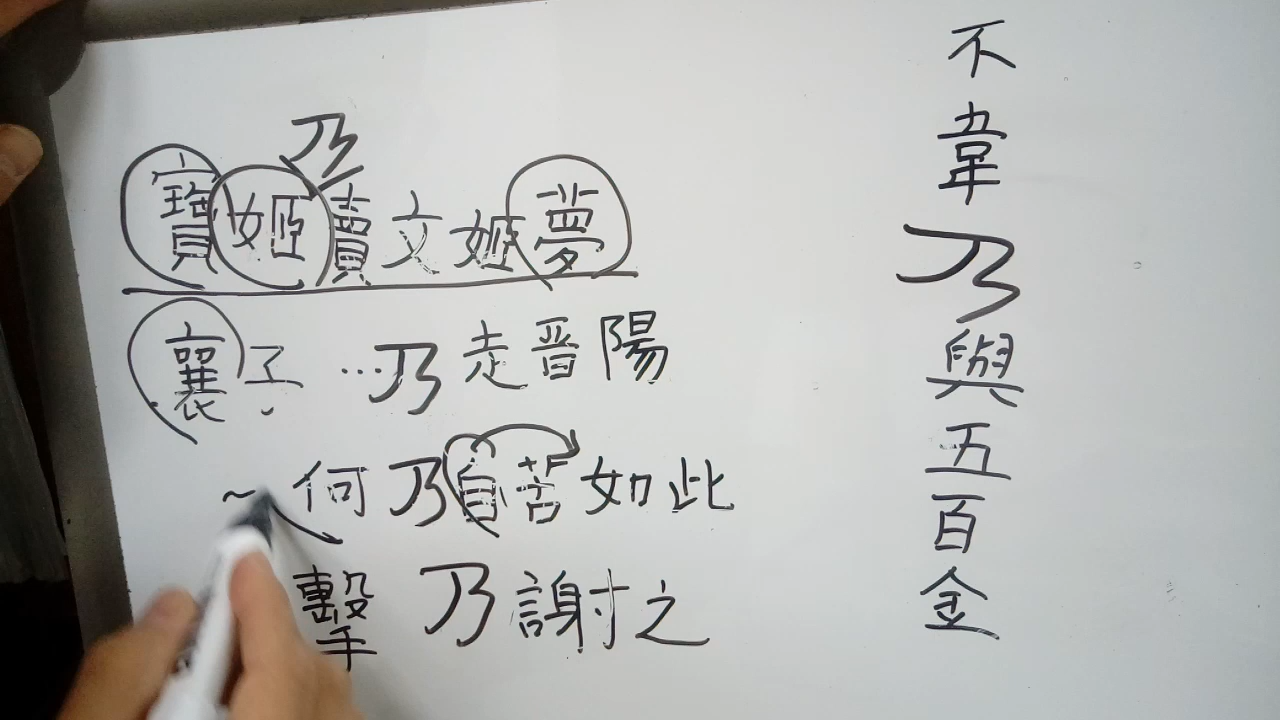 不韋乃與五百金
乃
寶姬賣文姬夢
襄子…乃走晉陽
~何乃自苦如此
擊 乃謝之